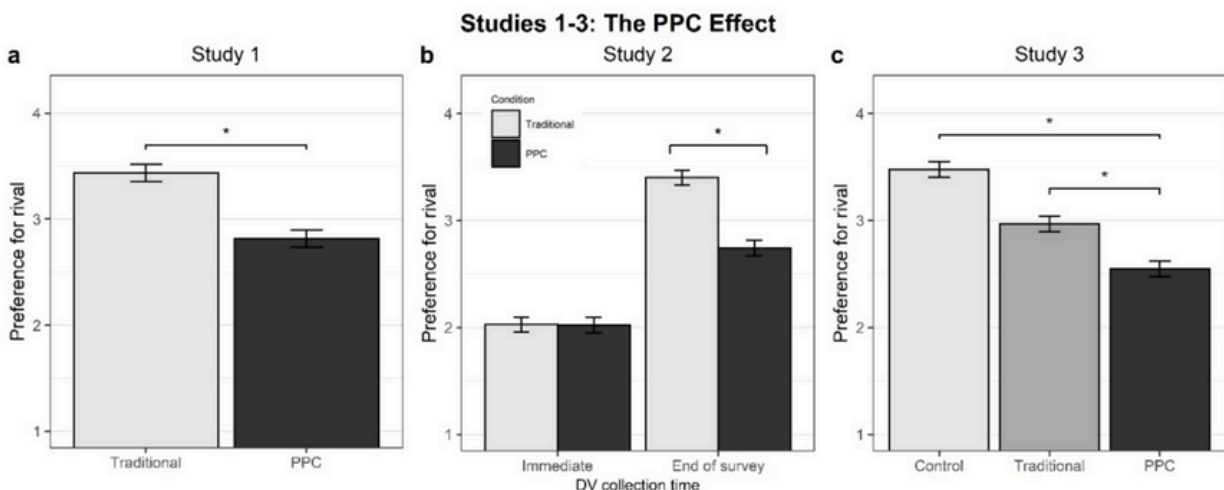 Studies 1-3: The PPC Effect
a
Study 1
Preference for rival
4
3
2
1
*
Traditional
PPC
b
Study 2
Preference for rival
4
3
2
1
Condition
Traditional
PPC
*
Immediate
End of survey
DV collection time
c
Study 3
Preference for rival
4
3
2
1
*
*
Control
Traditional
PPC